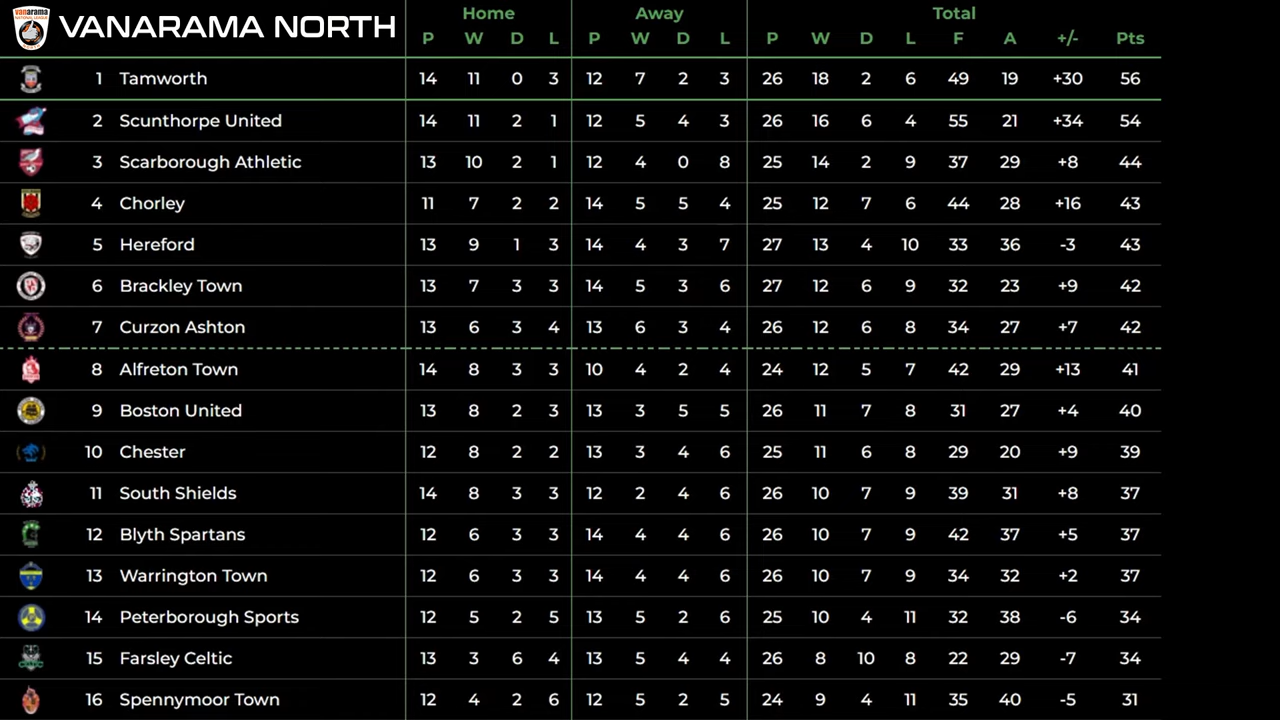 vanarama
NATIONAL LEAGUE
VANARAMA NORTH
Home Away Total
P W D L P W D L P W D L F A +/- Pts
1 Tamworth 14 11 0 3 12 7 2 3 26 18 2 6 49 19 +30 56
2 Scunthorpe United 14 11 2 1 12 5 4 3 26 16 6 4 55 21 +34 54
3 Scarborough Athletic 13 10 2 1 12 4 0 8 25 14 2 9 37 29 +8 44
4 Chorley 11 7 2 2 14 5 5 4 25 12 7 6 44 28 +16 43
5 Hereford 13 9 1 3 14 4 3 7 27 13 4 10 33 36 -3 43
6 Brackley Town 13 7 3 3 14 5 3 6 27 12 6 9 32 23 +9 42
7 Curzon Ashton 13 6 3 4 13 6 3 4 26 12 6 8 34 27 +7 42
8 Alfreton Town 14 8 3 3 10 4 2 4 24 12 5 7 42 29 +13 41
9 Boston United 13 8 2 3 13 3 5 5 26 11 7 8 31 27 +4 40
10 Chester 12 8 2 2 13 3 4 6 25 11 6 8 29 20 +9 39
11 South Shields 14 8 3 3 12 2 4 6 26 10 7 9 39 31 +8 37
12 Blyth Spartans 12 6 3 3 14 4 4 6 26 10 7 9 42 37 +5 37
13 Warrington Town 12 6 3 3 14 4 4 6 26 10 7 9 34 32 +2 37
14 Peterborough Sports 12 5 2 5 13 5 2 6 25 10 4 11 32 38 -6 34
15 Farsley Celtic 13 3 6 4 13 5 4 4 26 8 10 8 22 29 -7 34
16 Spennymoor Town 12 4 2 6 12 5 2 5 24 9 4 11 35 40 -5 31